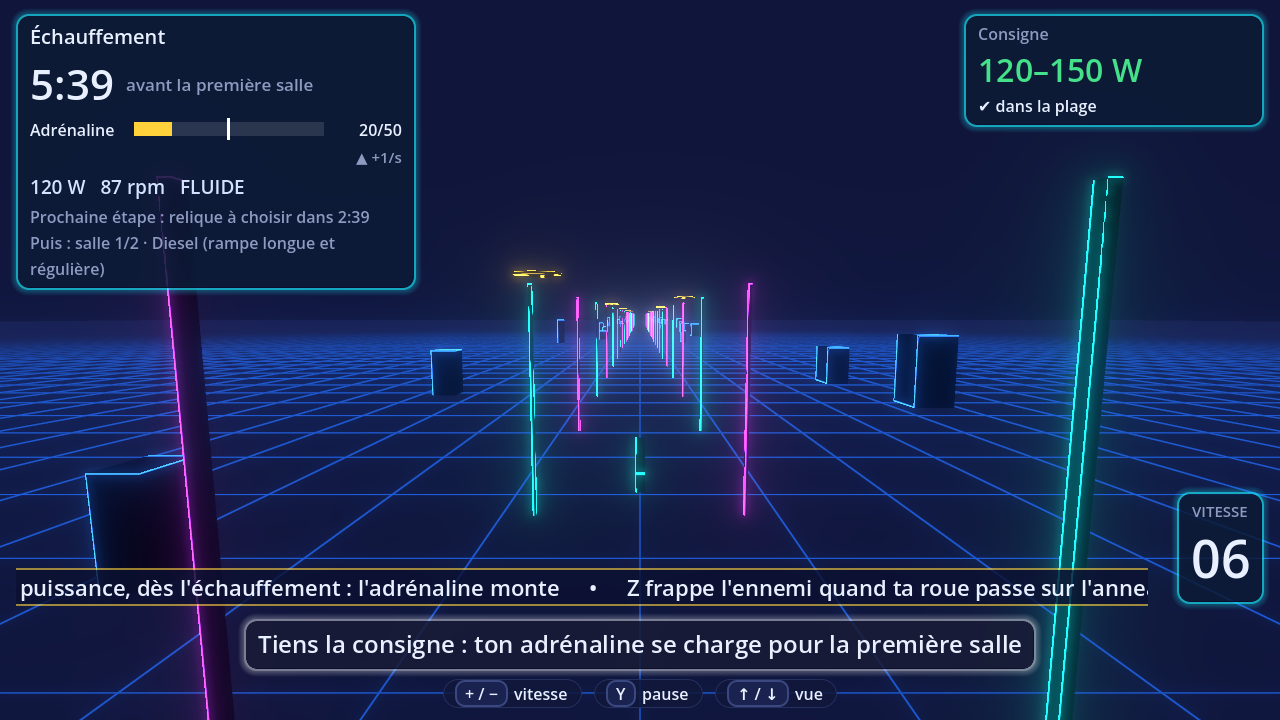 Échauffement
5:39 avant la première salle
Adrénaline 20/50
▲ +1/s
120 W 87 rpm FLUIDE
Prochaine étape : relique à choisir dans 2:39
Puis : salle 1/2 · Diesel (rampe longue et
régulière)
Consigne
120–150 W
✔ dans la plage
VITESSE
06
puissance, dès l'échauffement : l'adrénaline monte • Z frappe l'ennemi quand ta roue passe sur
Tiens la consigne : ton adrénaline se charge pour la première salle
+ / − vitesse Y pause ↑ / ↓ vue